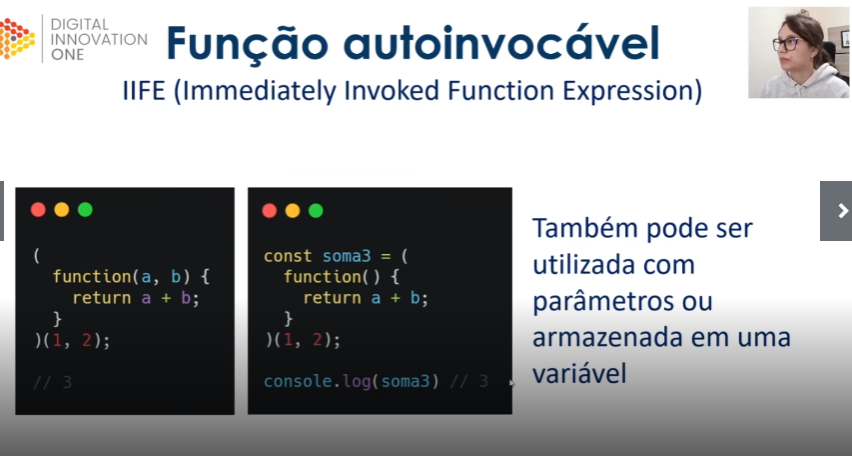 DIGITAL
INNOVATION
ONE
Função autoinvocável
IIFE (Immediately Invoked Function Expression)
(
function(a, b) {
return a + b;
}
)(1, 2);
// 3
const soma3 = (
function() {
return a + b;
}
)(1, 2);
console.log(soma3) // 3
Também pode ser
utilizada com
parâmetros ou
armazenada em uma
variável